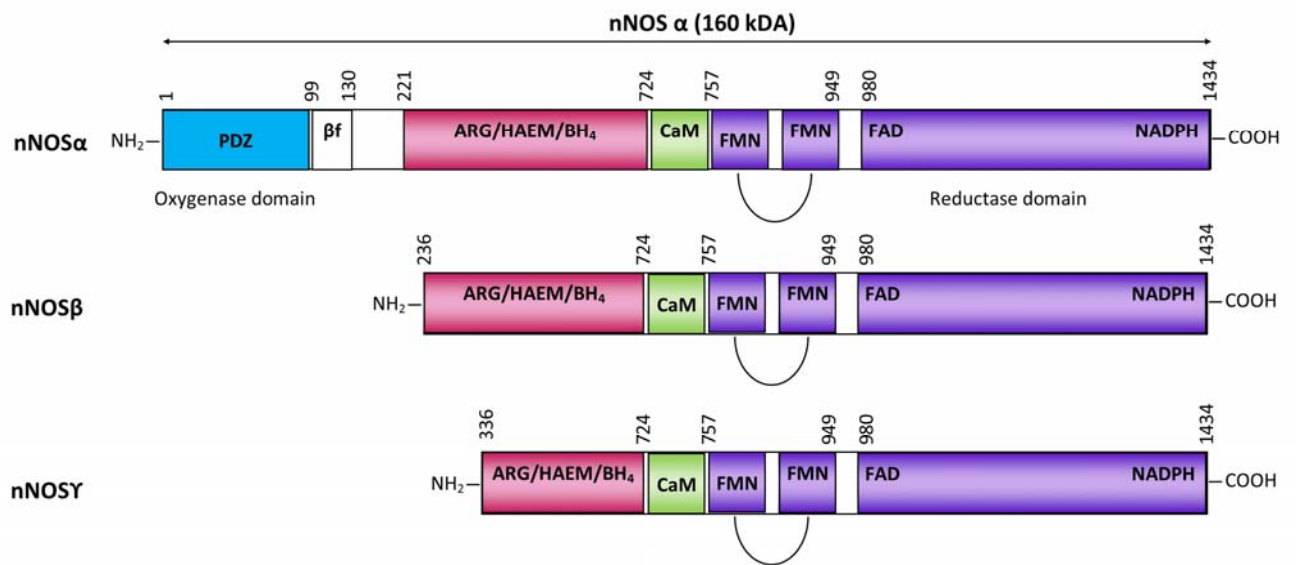 nNOS α (160 kDA)
1 99 130 221 724 757 949 980 1434
nNOSα NH₂ PDZ βf ARG/HAEM/BH₄ CaM FMN FMN FAD NADPH COOH
Oxygenase domain Reductase domain
236 724 757 949 980 1434
nNOSβ NH₂ ARG/HAEM/BH₄ CaM FMN FMN FAD NADPH COOH
336 724 757 949 980 1434
nNOSϒ NH₂ ARG/HAEM/BH₄ CaM FMN FMN FAD NADPH COOH